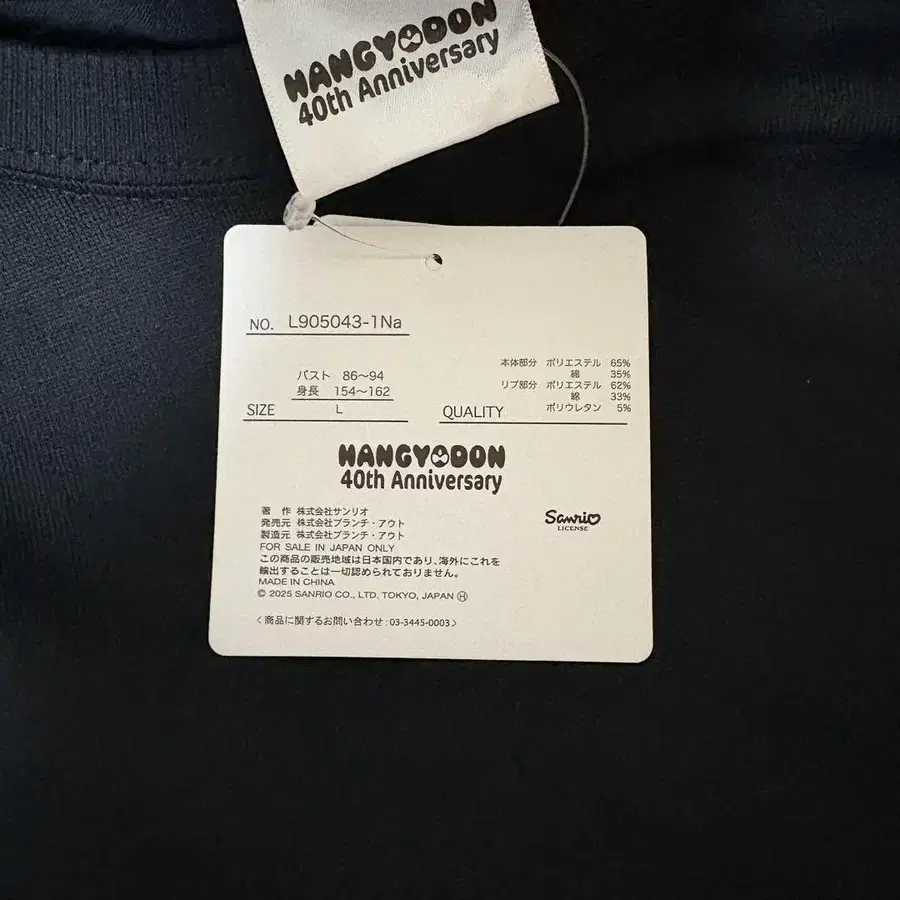 HANGYODON
40th Anniversary
NO. L905043-1Na
バスト 86～94
身長 154～162
SIZE L
本体部分 ポリエステル 65%
綿 35%
リブ部分 ポリエステル 62%
綿 33%
ポリウレタン 5%
QUALITY
HANGYODON
40th Anniversary
著 作 株式会社サンリオ
発売元 株式会社ブランチ・アウト
製造元 株式会社ブランチ・アウト
FOR SALE IN JAPAN ONLY
この商品の販売地域は日本国内であり、海外にこれを
輸出することは一切認められておりません。
MADE IN CHINA
© 2025 SANRIO CO., LTD. TOKYO, JAPAN Ⓗ
〈商品に関するお問い合わせ:03-3445-0003〉
Sanrio
LICENSE